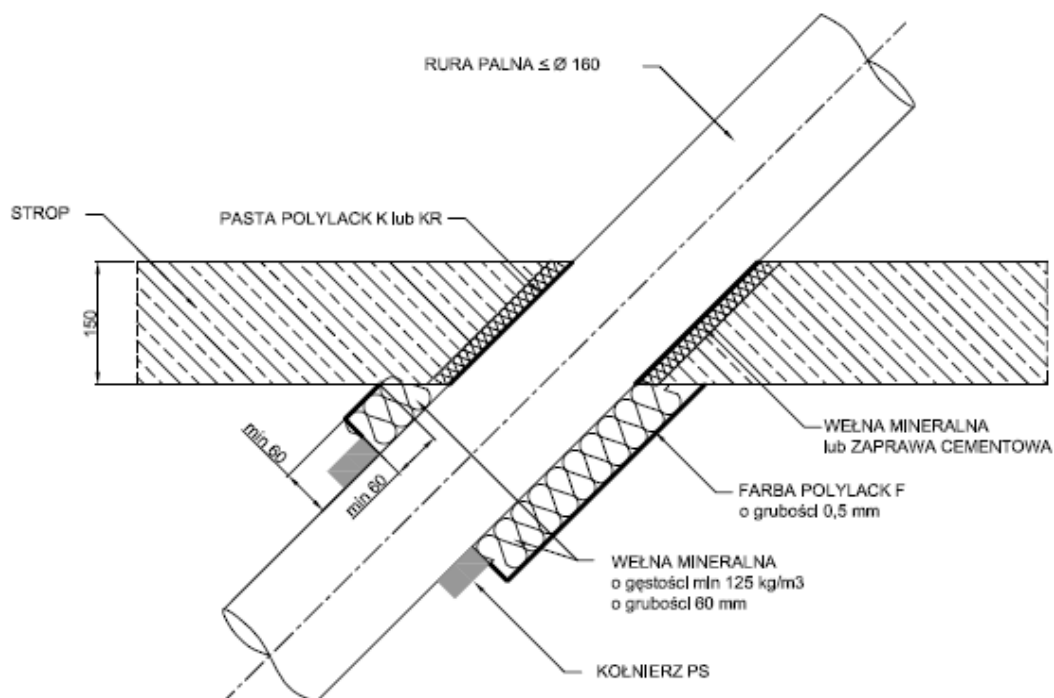 RURA PALNA ≤ Ø 160
STROP
PASTA POLYLACK K lub KR
150
min 60
min 60
WEŁNA MINERALNA
lub ZAPRAWA CEMENTOWA
FARBA POLYLACK F
o grubości 0,5 mm
WEŁNA MINERALNA
o gęstości min 125 kg/m3
o grubości 60 mm
KOŁNIERZ PS